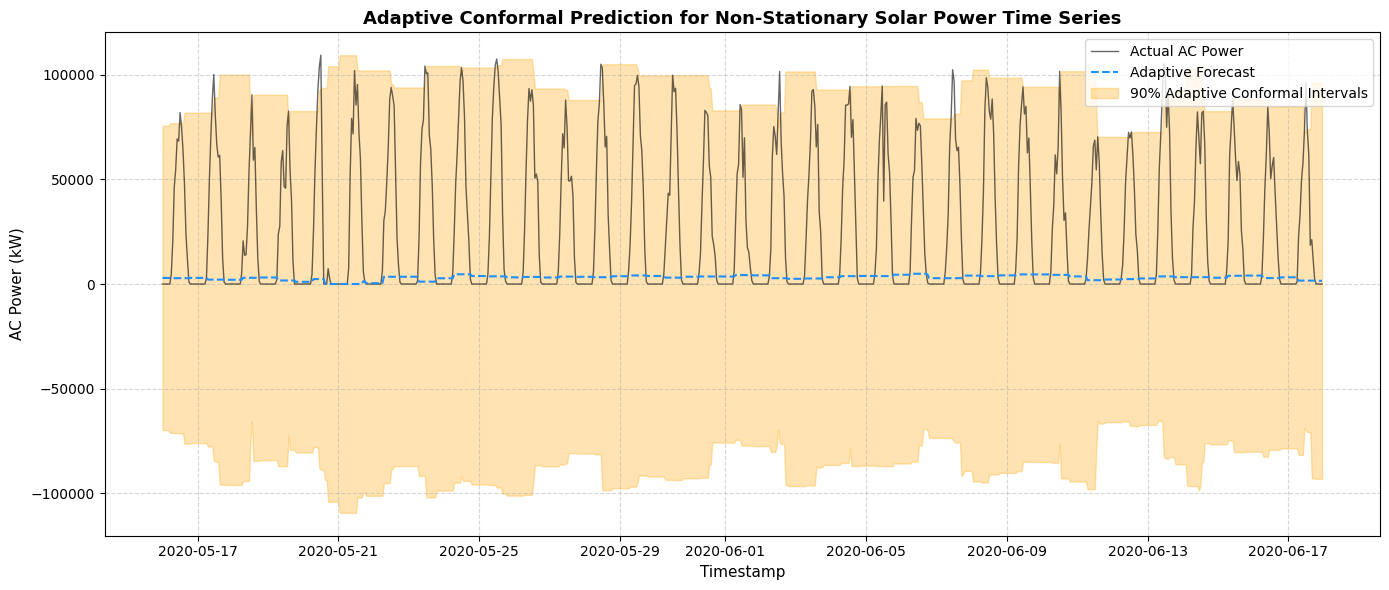 Adaptive Conformal Prediction for Non-Stationary Solar Power Time Series
Actual AC Power
Adaptive Forecast
90% Adaptive Conformal Intervals
AC Power (kW)
100000
50000
0
−50000
−100000
2020-05-17
2020-05-21
2020-05-25
2020-05-29
2020-06-01
2020-06-05
2020-06-09
2020-06-13
2020-06-17
Timestamp